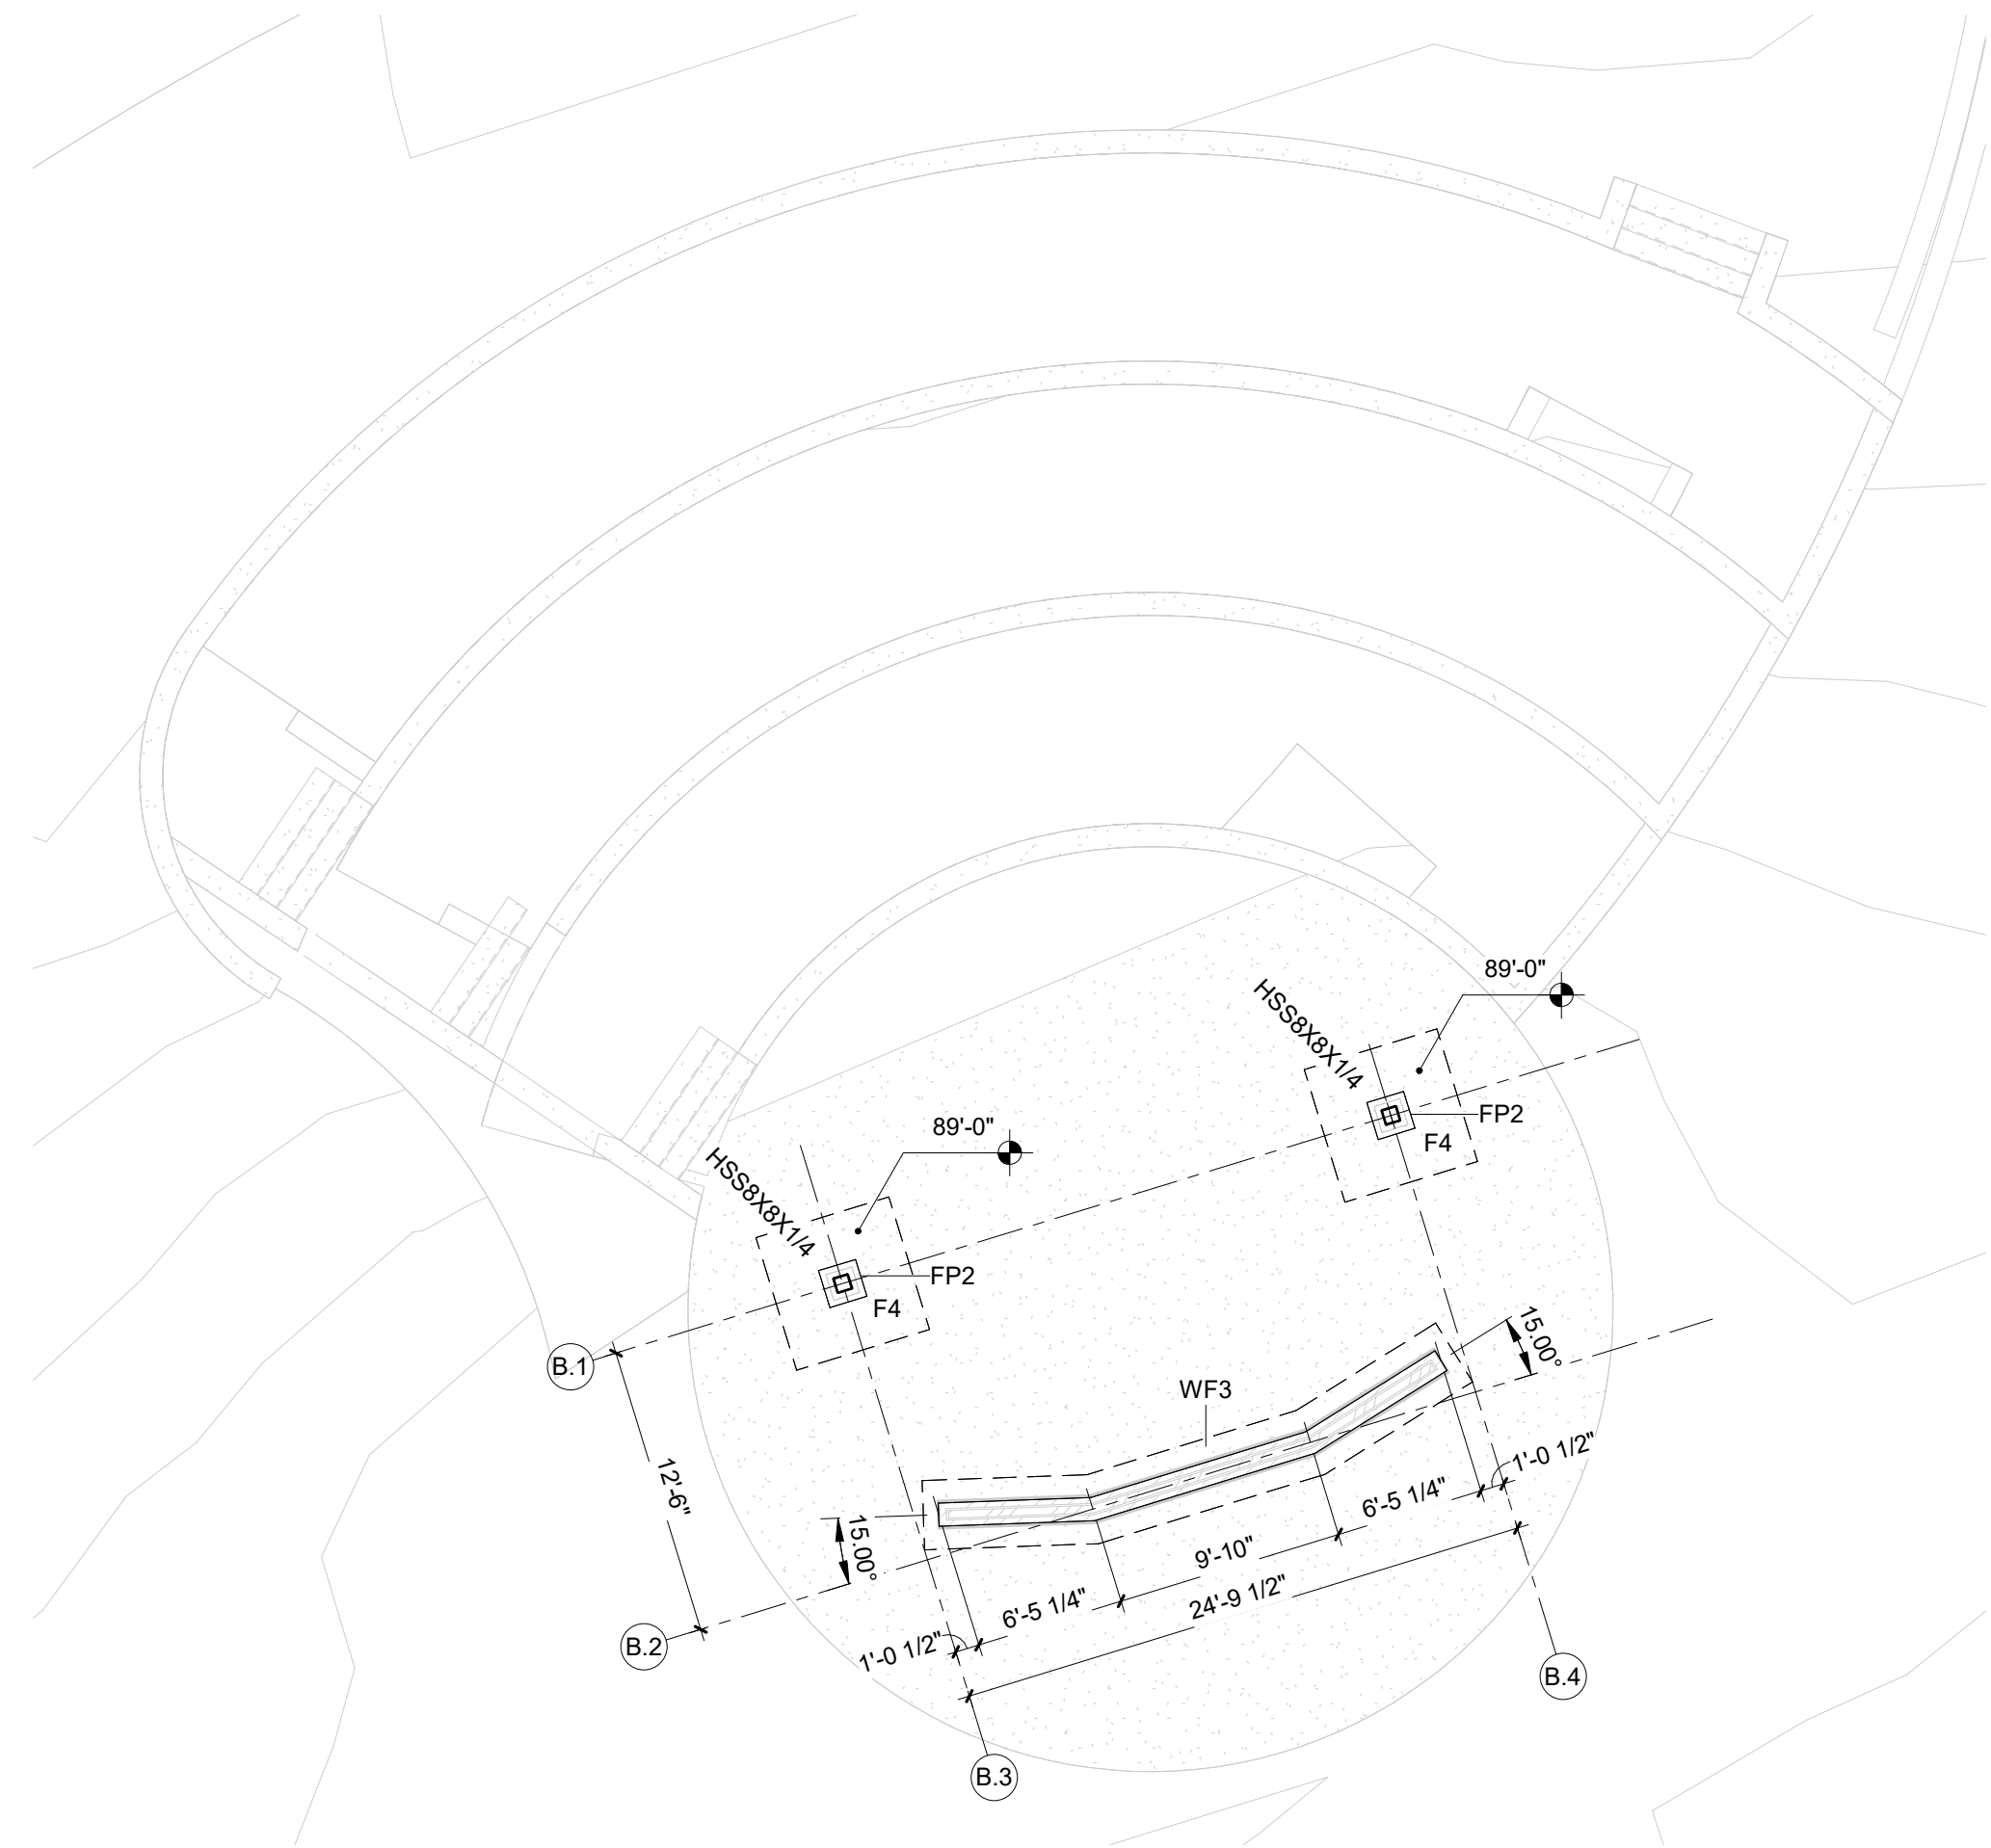 89'-0"
HSS8X8X1/4
FP2
F4
89'-0"
HSS8X8X1/4
FP2
F4
B.1
15.00°
WF3
12'-6"
1'-0 1/2"
6'-5 1/4"
15.00°
9'-10"
24'-9 1/2"
6'-5 1/4"
1'-0 1/2"
B.2
B.4
B.3